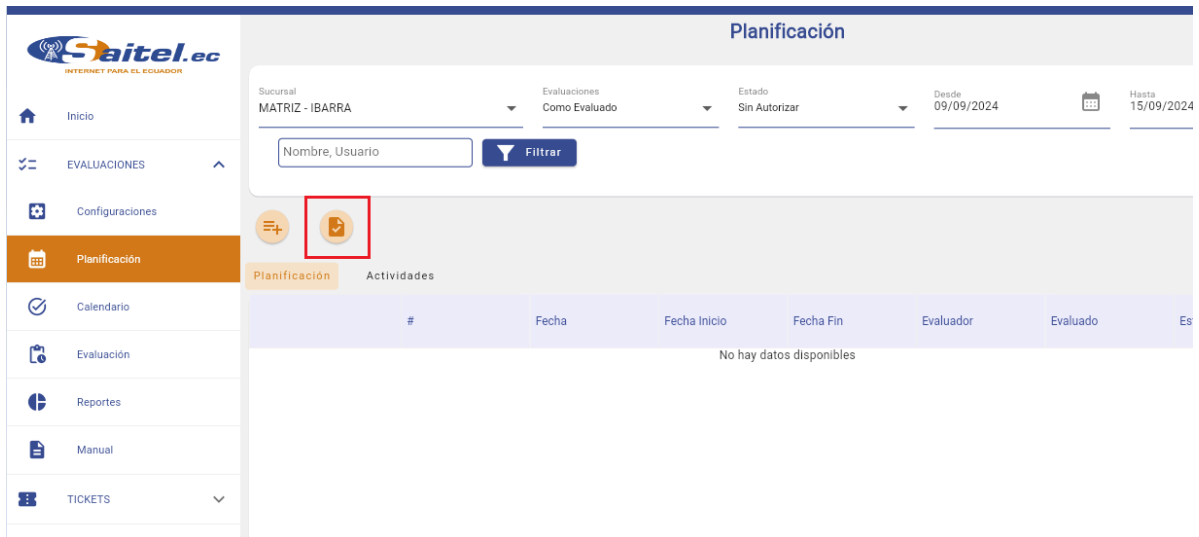 Planificación
Saitel.ec
INTERNET PARA EL ECUADOR
Inicio
EVALUACIONES
Configuraciones
Planificación
Calendario
Evaluación
Reportes
Manual
TICKETS
Sucursal
MATRIZ - IBARRA
Evaluaciones
Como Evaluado
Estado
Sin Autorizar
Desde
09/09/2024
Hasta
15/09/2024
Nombre, Usuario
Filtrar
Planificación Actividades
# Fecha Fecha Inicio Fecha Fin Evaluador Evaluado Es
No hay datos disponibles